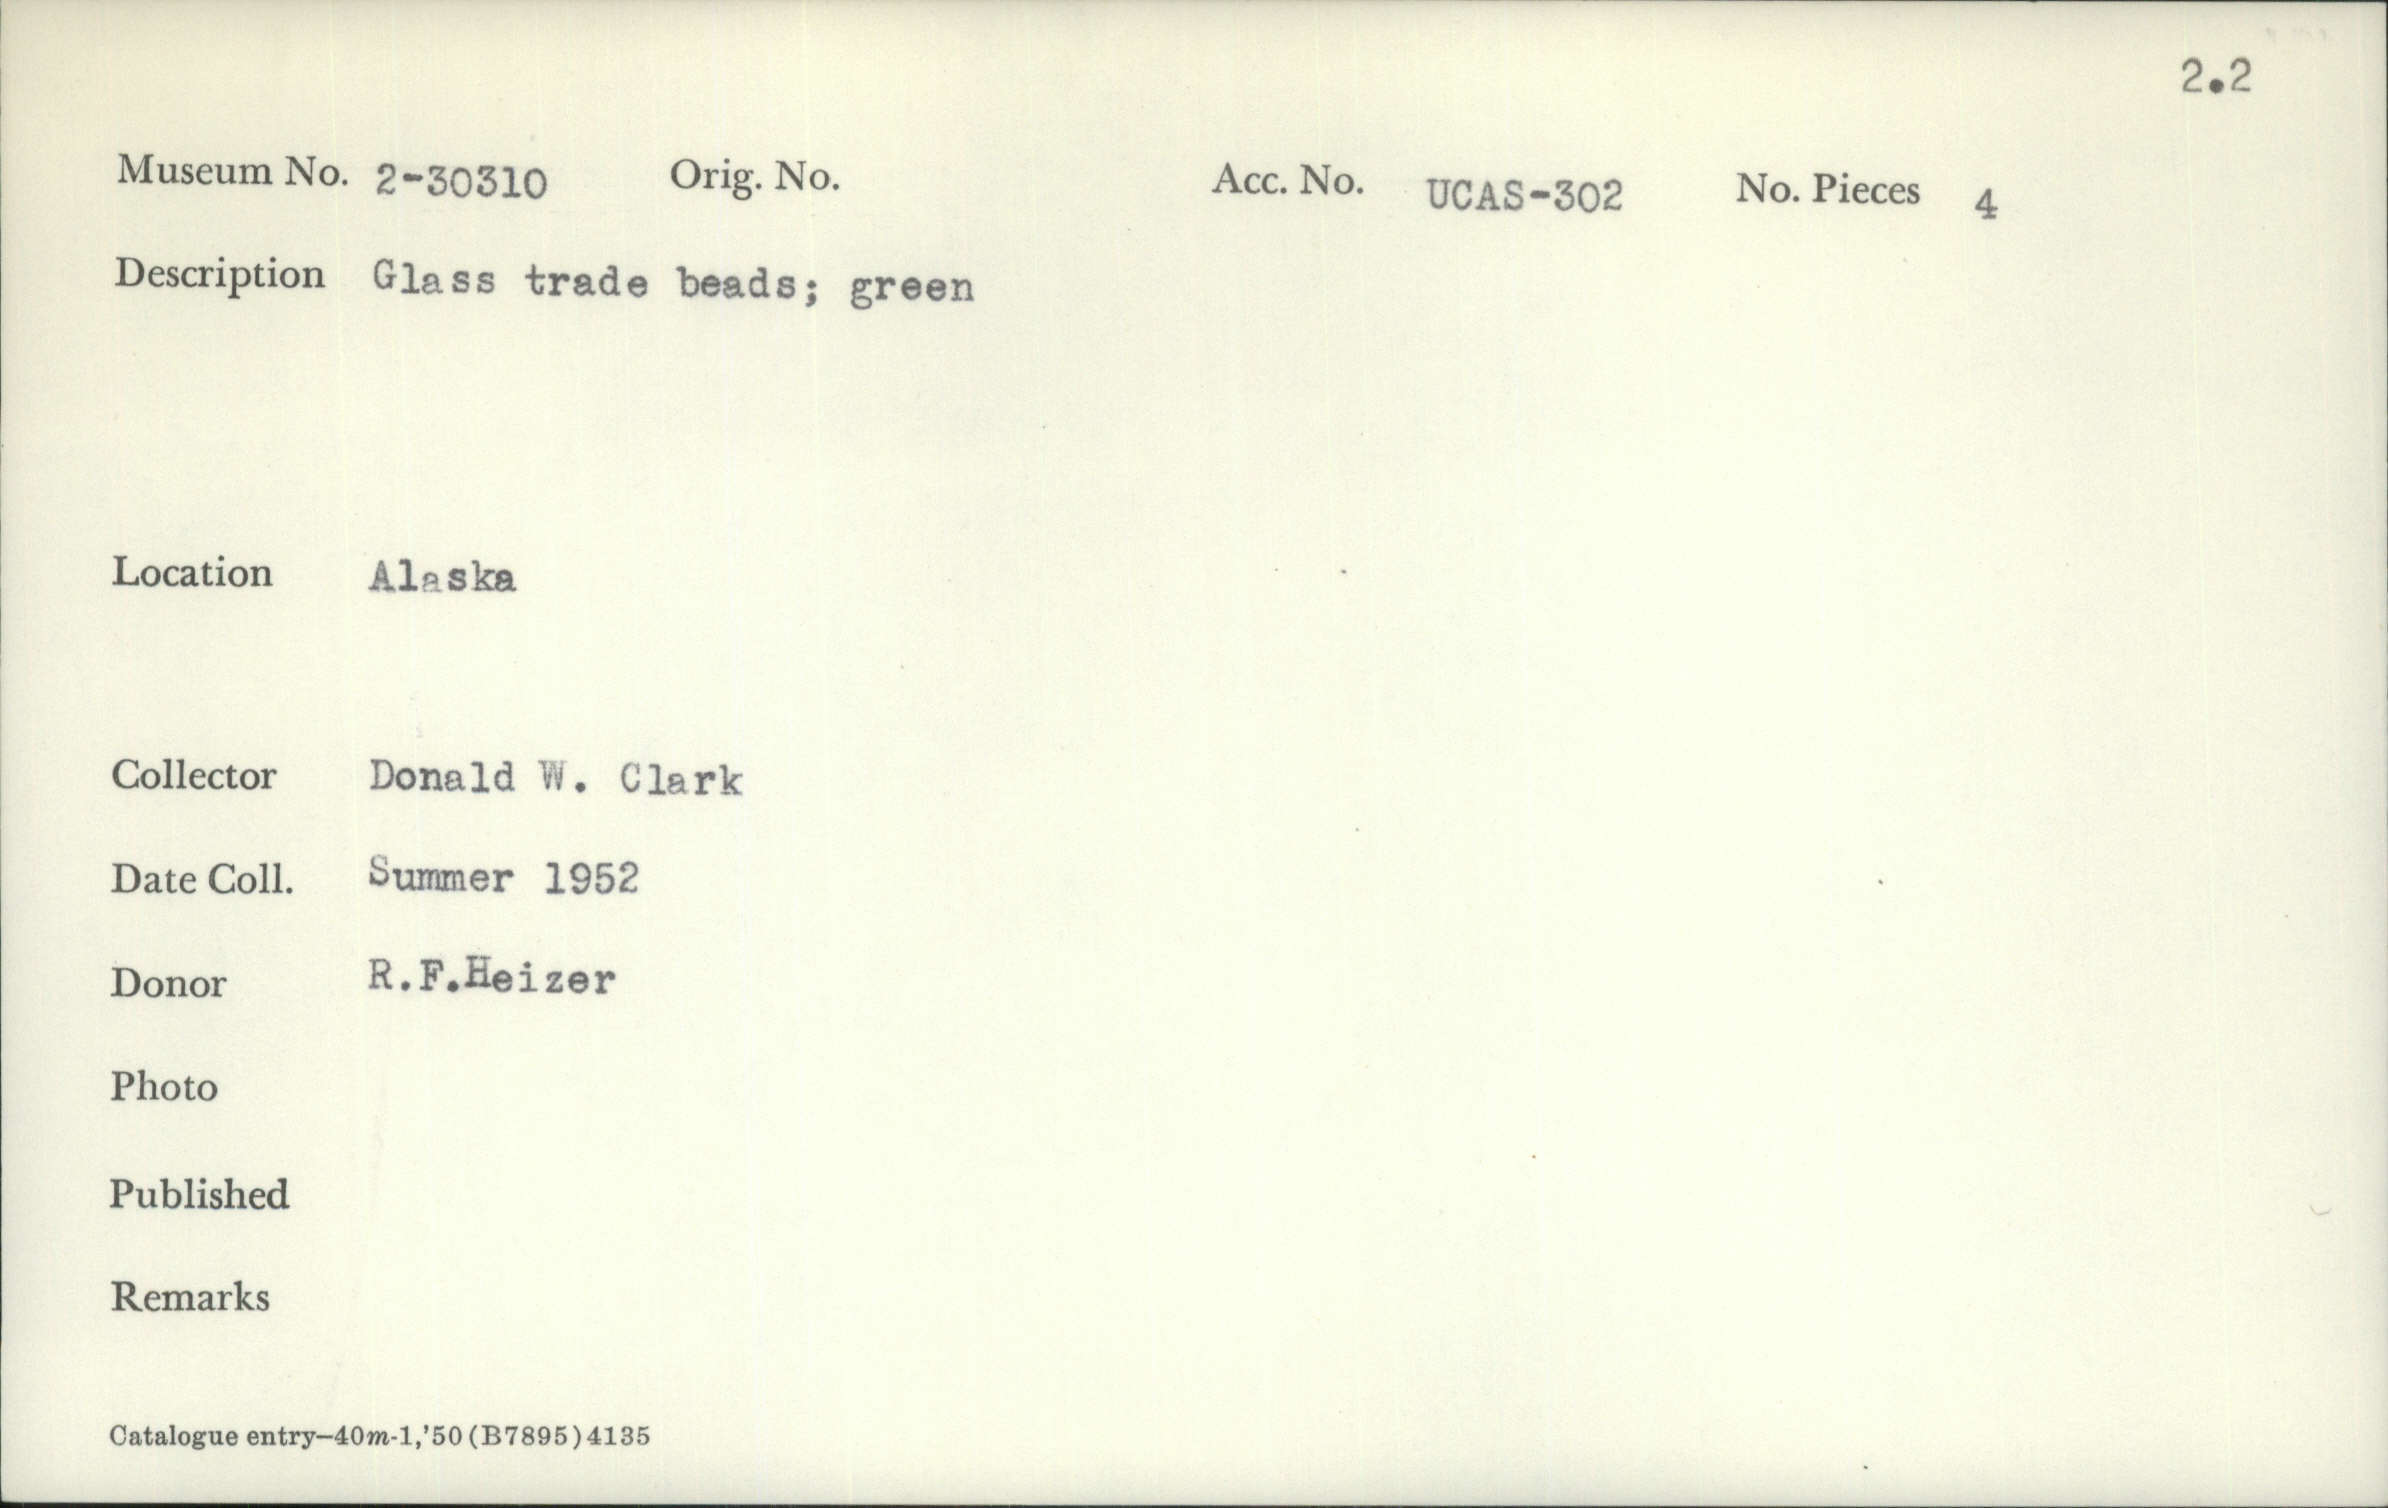 2.2
Museum No. 2-30310 Orig. No. Acc. No. UCAS-302 No. Pieces 4
Description Glass trade beads; green
Location Alaska
Collector Donald W. Clark
Date Coll. Summer 1952
Donor R.F.Heizer
Photo
Published
Remarks
Catalogue entry—40m-1,'50(B7895)4135